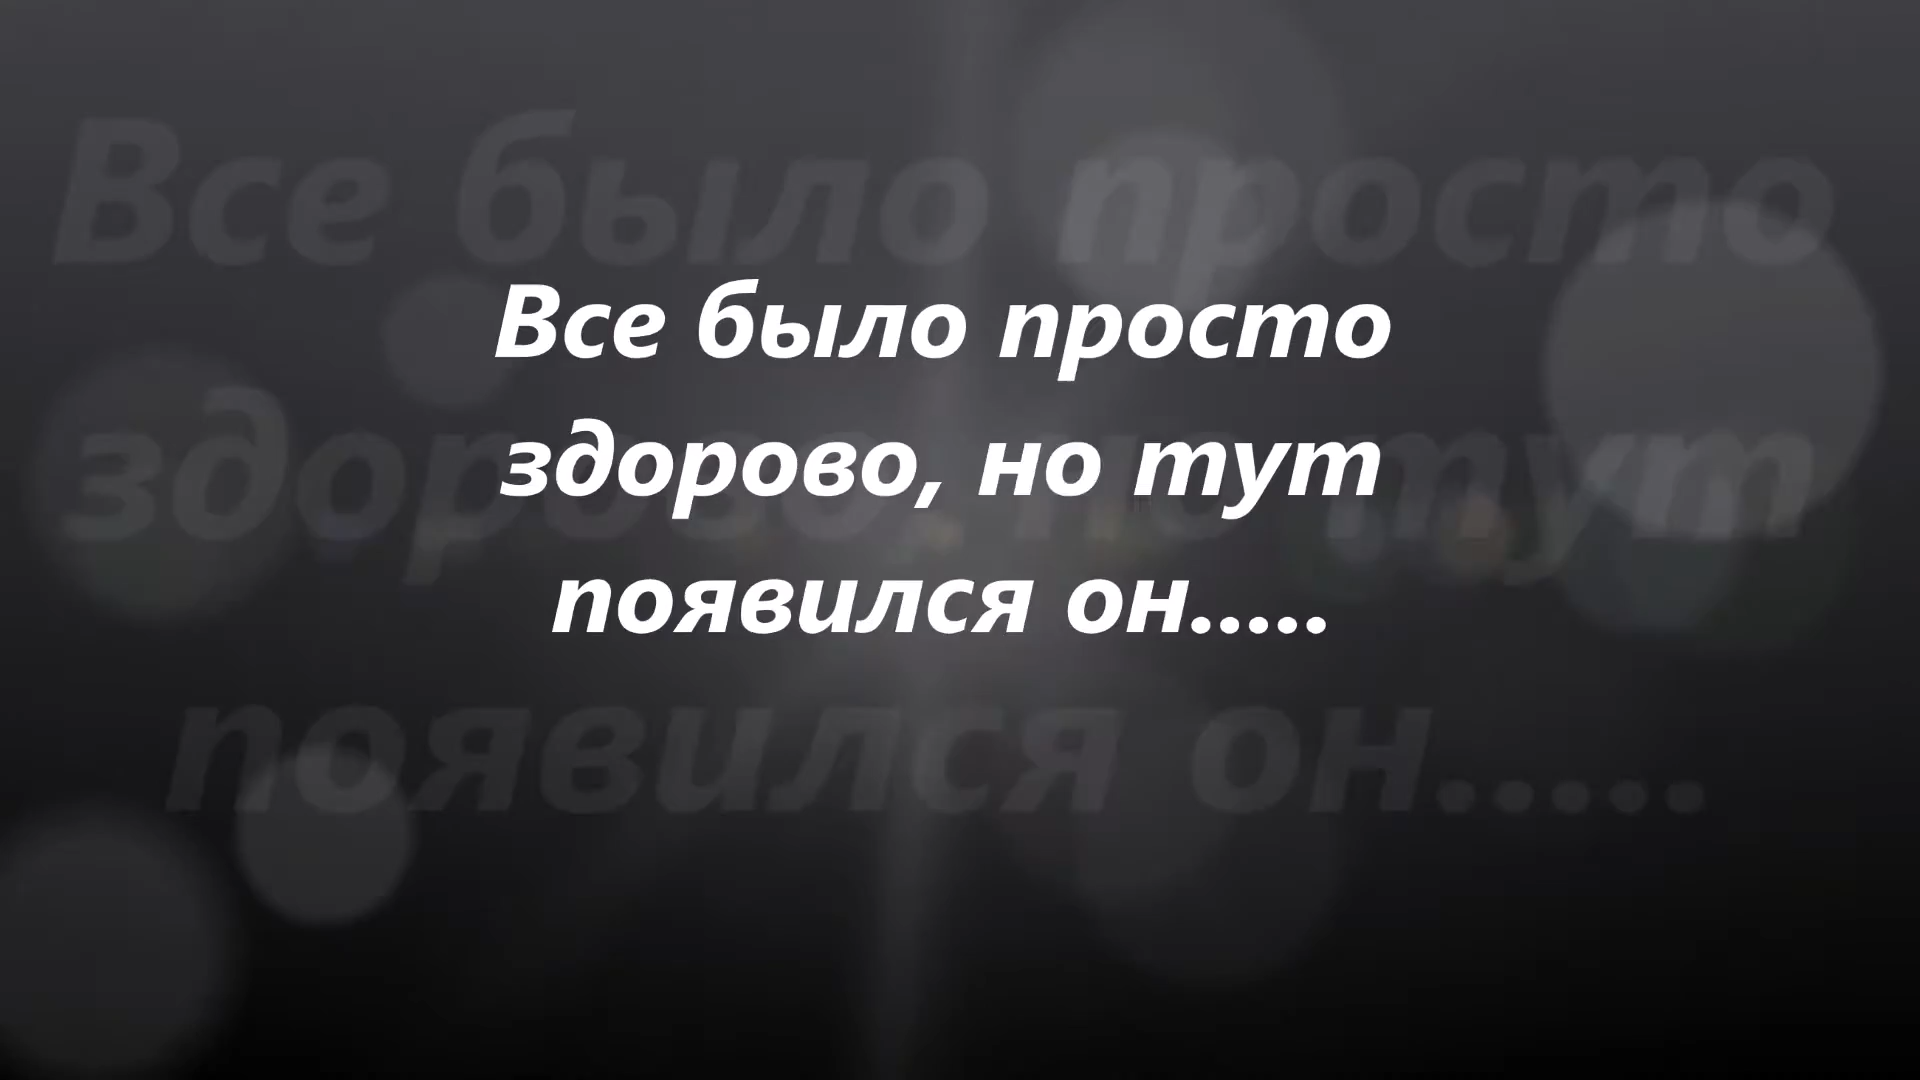 Все было просто
здорово, но тут
появился он.....